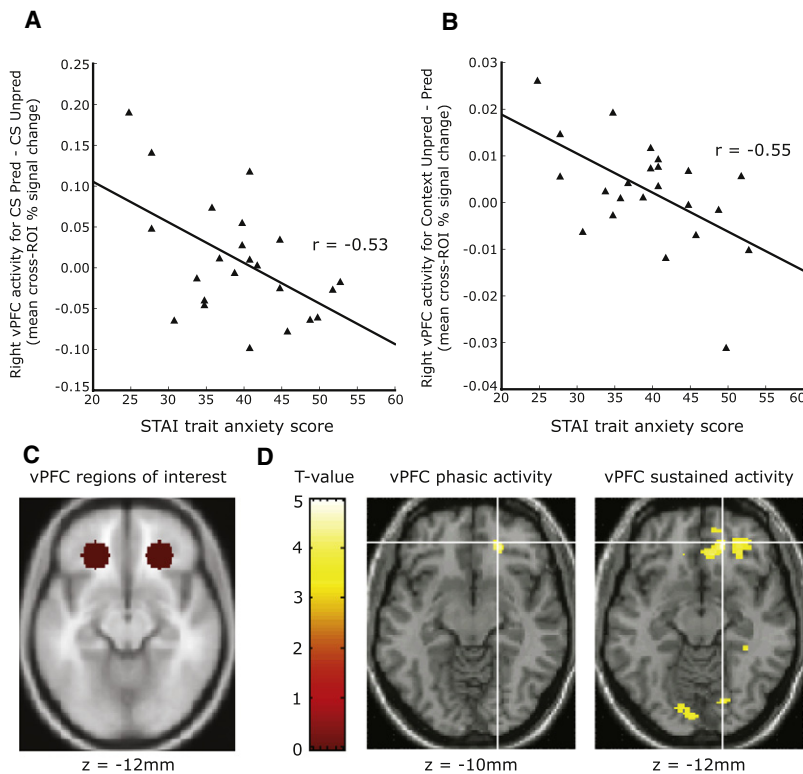 A
Right vPFC activity for CS Pred - CS Unpred
(mean cross-ROI % signal change)
0.25
0.20
0.15
0.10
0.05
0.00
-0.05
-0.10
-0.15
r = -0.53
20 25 30 35 40 45 50 55 60
STAI trait anxiety score
B
Right vPFC activity for Context Unpred - Pred
(mean cross-ROI % signal change)
0.03
0.02
0.010
0.00
-0.01
-0.02
-0.03
-0.04
r = -0.55
20 25 30 35 40 45 50 55 60
STAI trait anxiety score
C
vPFC regions of interest
z = -12mm
D
T-value
5
4
3
2
1
0
vPFC phasic activity
z = -10mm
vPFC sustained activity
z = -12mm